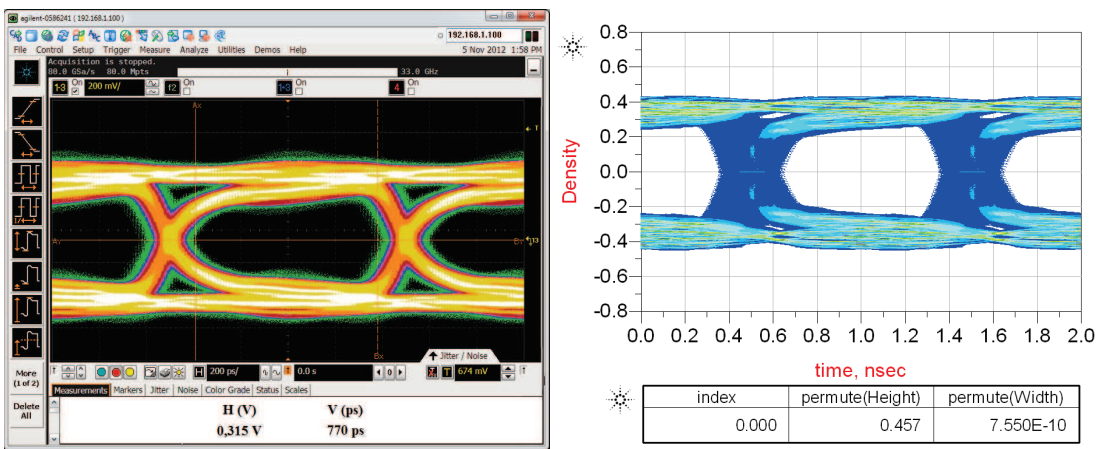 agilent-0586241 ( 192.168.1.100 )
192.168.1.100
File Control Setup Trigger Measure Analyze Utilities Demos Help
5 Nov 2012 1:58 PM
Acquisition is stopped.
80.0 GSa/s 80.0 Mpts
33.0 GHz
1-3 On 200 mV/ f2 On 1-3 On 4 On
Ax
T
Bx
Jitter / Noise
H 200 ps/ 0.0 s 0 T 674 mV
More
(1 of 2)
Delete
All
Measurements Markers Jitter Noise Color Grade Status Scales
H (V) V (ps)
0,315 V 770 ps
0.8
0.6
0.4
0.2
0.0
-0.2
-0.4
-0.6
-0.8
Density
0.0 0.2 0.4 0.6 0.8 1.0 1.2 1.4 1.6 1.8 2.0
time, nsec
index permute(Height) permute(Width)
0.000 0.457 7.550E-10